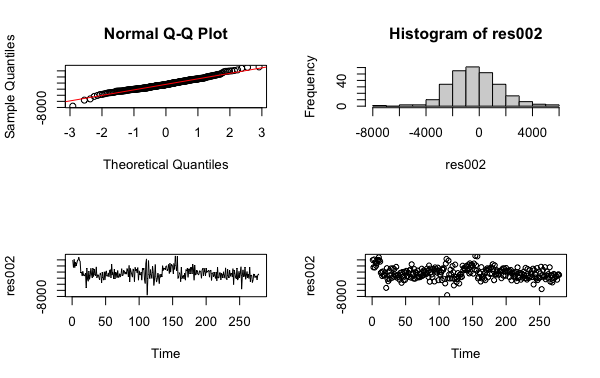 Normal Q-Q Plot
Sample Quantiles
-8000
-3 -2 -1 0 1 2 3
Theoretical Quantiles
Histogram of res002
Frequency
0 40
-8000 -4000 0 4000
res002
res002
-8000
0 50 100 150 200 250
Time
res002
-8000
0 50 100 150 200 250
Time